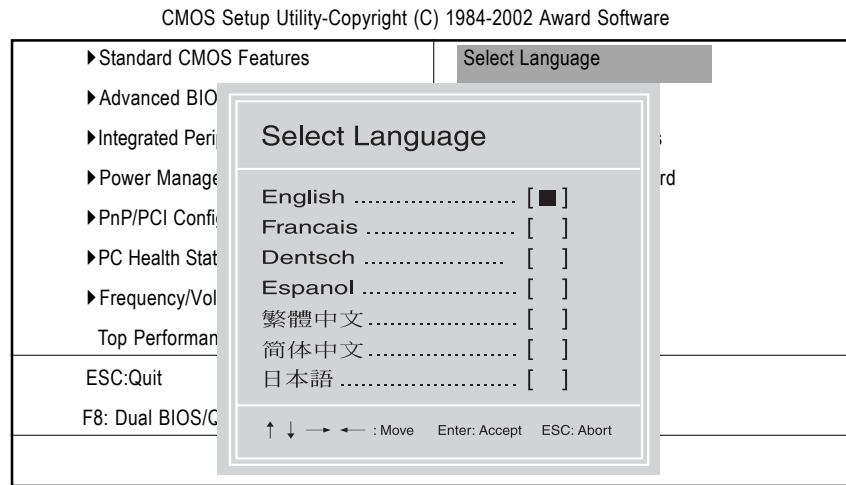 CMOS Setup Utility-Copyright (C) 1984-2002 Award Software
▶Standard CMOS Features
Select Language
▶Advanced BIO
▶Integrated Peri
▶Power Manage
rd
▶PnP/PCI Config
▶PC Health Stat
▶Frequency/Vol
Top Performan
ESC:Quit
F8: Dual BIOS/Q
Select Language
English ...................... [■]
Francais .................... [ ]
Dentsch ................... [ ]
Espanol ..................... [ ]
繁體中文.................... [ ]
简体中文.................... [ ]
日本語 ........................ [ ]
↑ ↓ → ← : Move Enter: Accept ESC: Abort